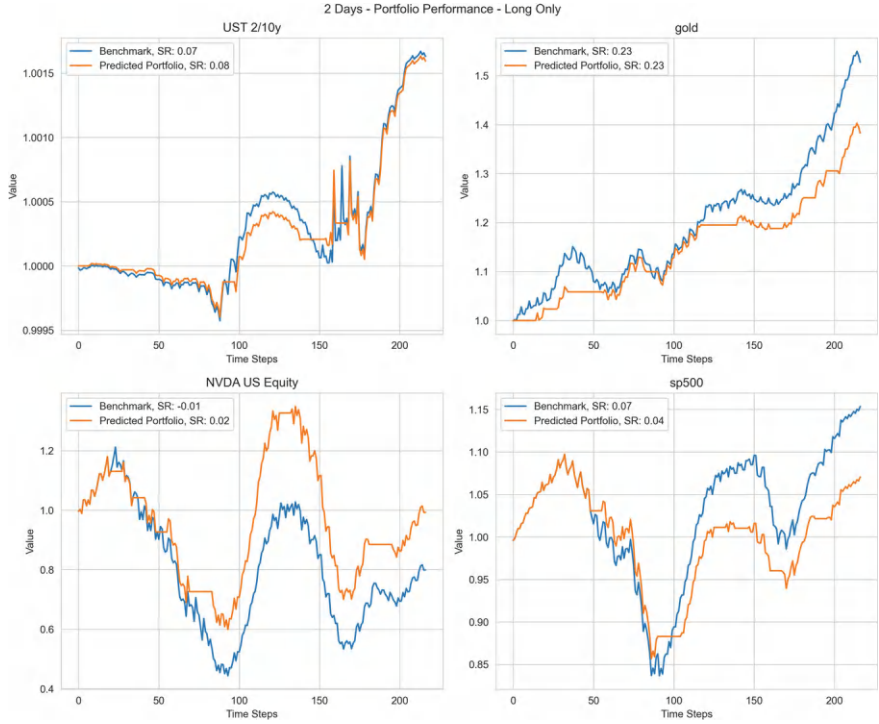 2 Days - Portfolio Performance - Long Only
UST 2/10y
Benchmark, SR: 0.07
Predicted Portfolio, SR: 0.08
Value
1.0015
1.0010
1.0005
1.0000
0.9995
0
50
100
150
200
Time Steps
gold
Benchmark, SR: 0.23
Predicted Portfolio, SR: 0.23
Value
1.5
1.4
1.3
1.2
1.1
1.0
0
50
100
150
200
Time Steps
NVDA US Equity
Benchmark, SR: -0.01
Predicted Portfolio, SR: 0.02
Value
1.2
1.0
0.8
0.6
0.4
0
50
100
150
200
Time Steps
sp500
Benchmark, SR: 0.07
Predicted Portfolio, SR: 0.04
Value
1.15
1.10
1.05
1.00
0.95
0.90
0.85
0
50
100
150
200
Time Steps